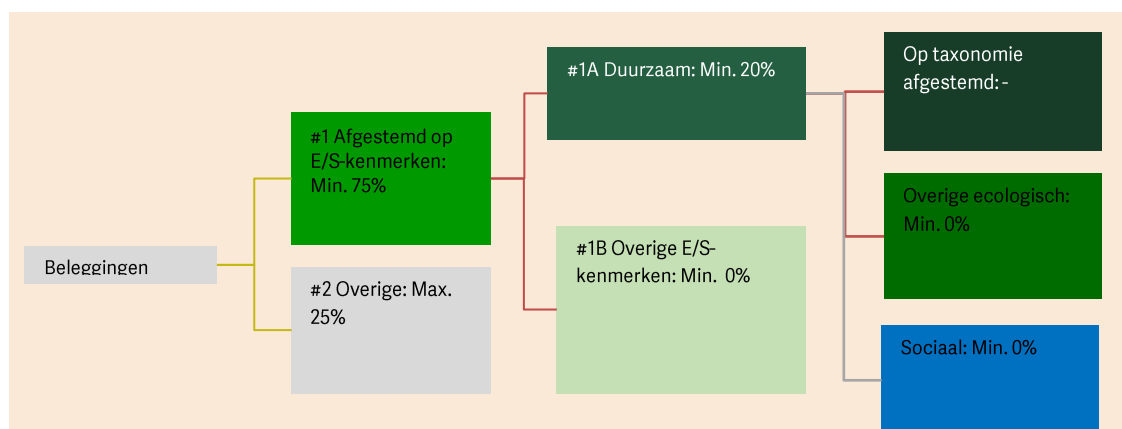 Beleggingen
#1 Afgestemd op
E/S-kenmerken:
Min. 75%
#2 Overige: Max.
25%
#1A Duurzaam: Min. 20%
#1B Overige E/S-
kenmerken: Min. 0%
Op taxonomie
afgestemd: -
Overige ecologisch:
Min. 0%
Sociaal: Min. 0%